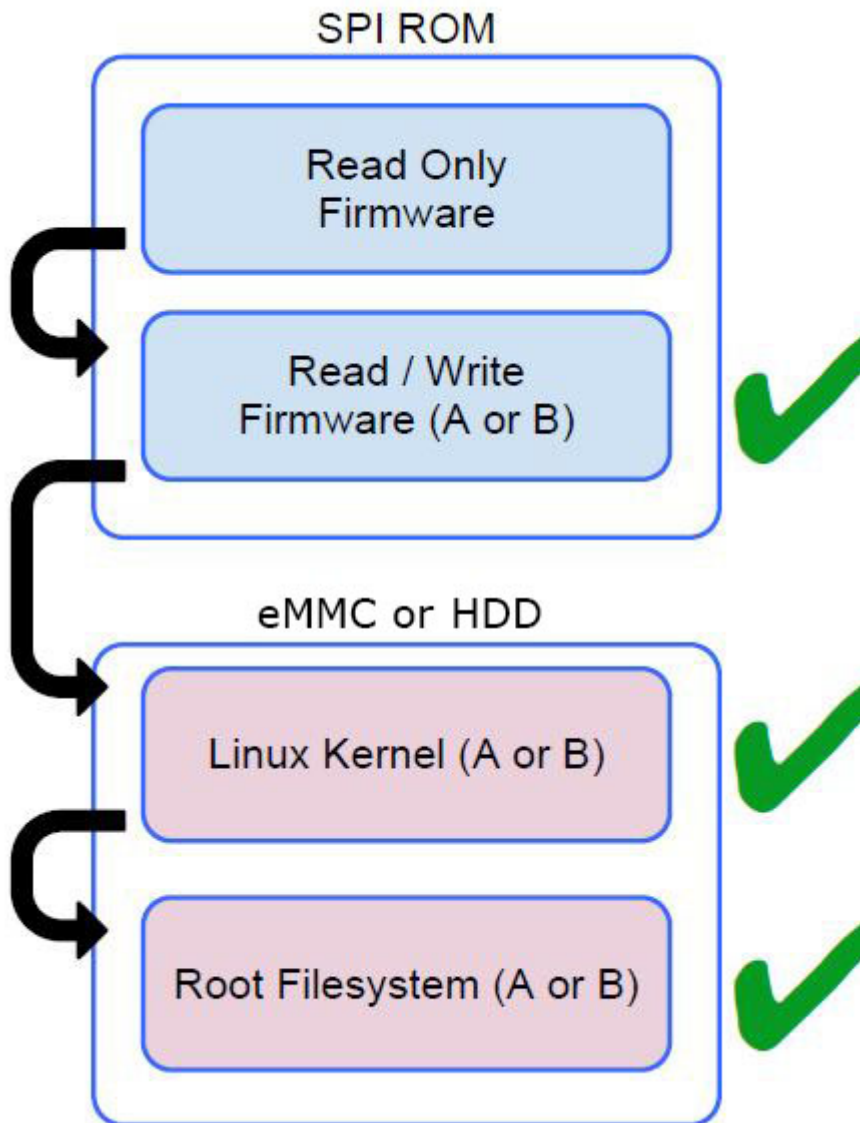 SPI ROM
Read Only
Firmware
Read / Write
Firmware (A or B)
eMMC or HDD
Linux Kernel (A or B)
Root Filesystem (A or B)